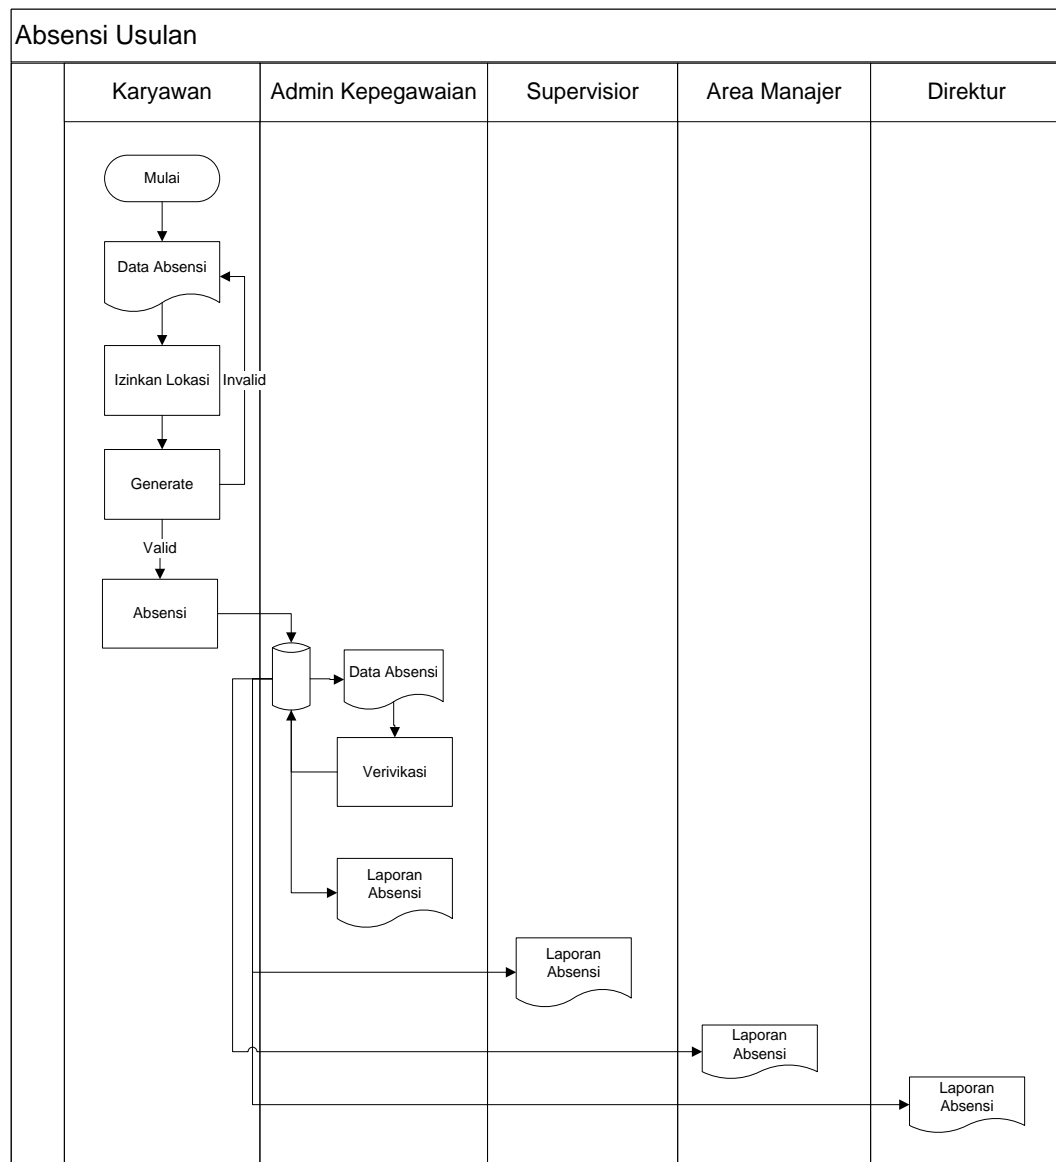 Absensi Usulan
Karyawan
Admin Kepegawaian
Supervisior
Area Manajer
Direktur
Mulai
Data Absensi
Izinkan Lokasi
Invalid
Generate
Valid
Absensi
Data Absensi
Verivikasi
Laporan
Absensi
Laporan
Absensi
Laporan
Absensi
Laporan
Absensi